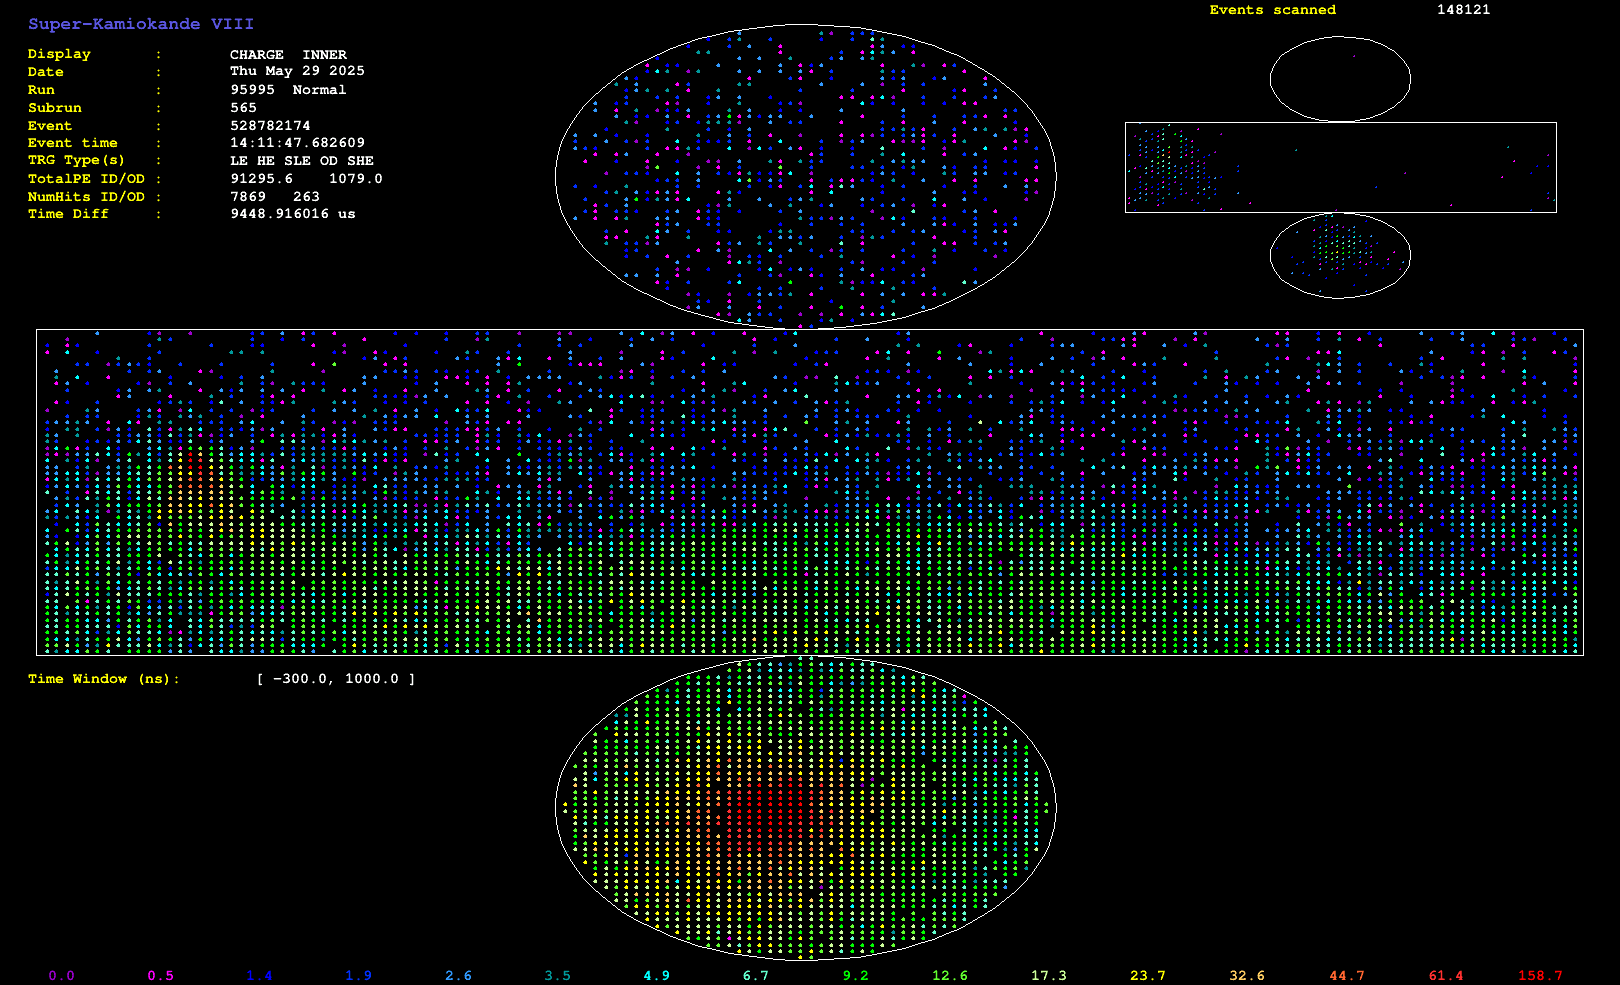 Super-Kamiokande VIII
Display : CHARGE INNER
Date : Thu May 29 2025
Run : 95995 Normal
Subrun : 565
Event : 528782174
Event time : 14:11:47.682609
TRG Type(s) : LE HE SLE OD SHE
TotalPE ID/OD : 91295.6 1079.0
NumHits ID/OD : 7869 263
Time Diff : 9448.916016 us
Events scanned 148121
Time Window (ns): [ -300.0, 1000.0 ]
0.0 0.5 1.4 1.9 2.6 3.5 4.9 6.7 9.2 12.6 17.3 23.7 32.6 44.7 61.4 158.7